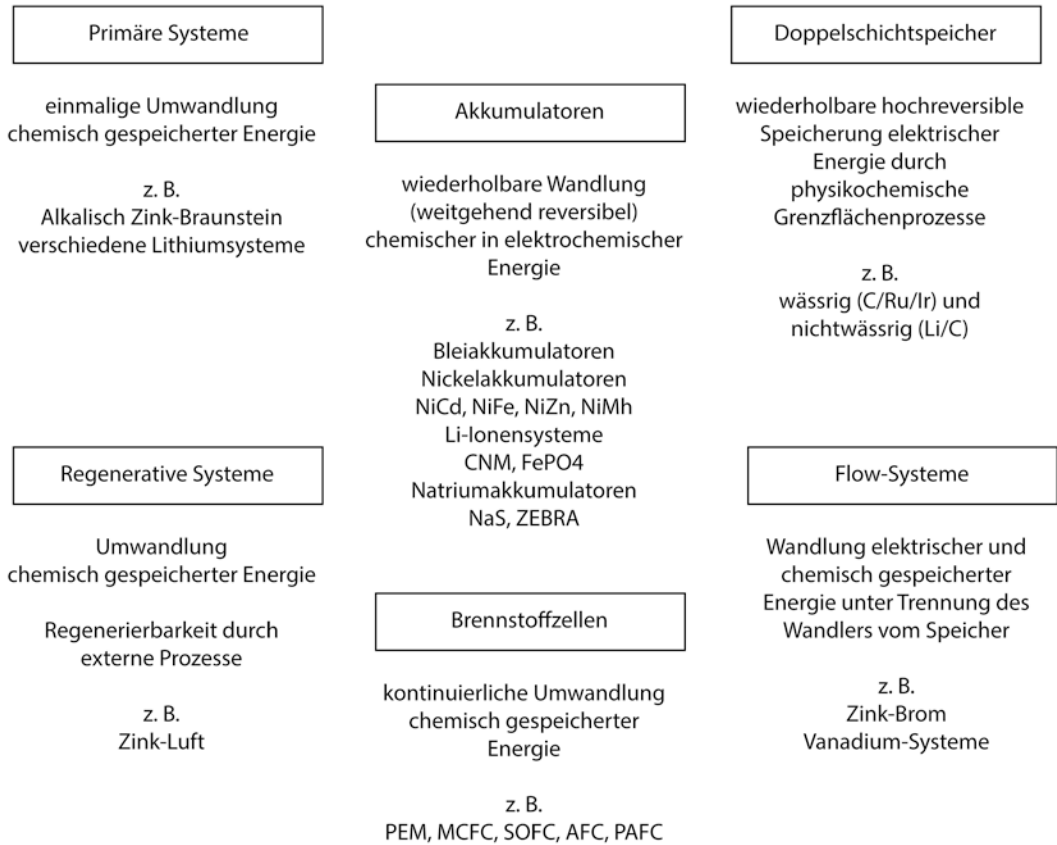 Primäre Systeme
einmalige Umwandlung
chemisch gespeicherter Energie
z. B.
Alkalisch Zink-Braunstein
verschiedene Lithiumsysteme
Regenerative Systeme
Umwandlung
chemisch gespeicherter Energie
Regenerierbarkeit durch
externe Prozesse
z. B.
Zink-Luft
Akkumulatoren
wiederholbare Wandlung
(weitgehend reversibel)
chemischer in elektrochemischer
Energie
z. B.
Bleiakkumulatoren
Nickelakkumulatoren
NiCd, NiFe, NiZn, NiMh
Li-Ionensysteme
CNM, FePO4
Natriumakkumulatoren
NaS, ZEBRA
Brennstoffzellen
kontinuierliche Umwandlung
chemisch gespeicherter
Energie
z. B.
PEM, MCFC, SOFC, AFC, PAFC
Doppelschichtspeicher
wiederholbare hochreversible
Speicherung elektrischer
Energie durch
physikochemische
Grenzflächenprozesse
z. B.
wässrig (C/Ru/Ir) und
nichtwässrig (Li/C)
Flow-Systeme
Wandlung elektrischer und
chemisch gespeicherter
Energie unter Trennung des
Wandlers vom Speicher
z. B.
Zink-Brom
Vanadium-Systeme